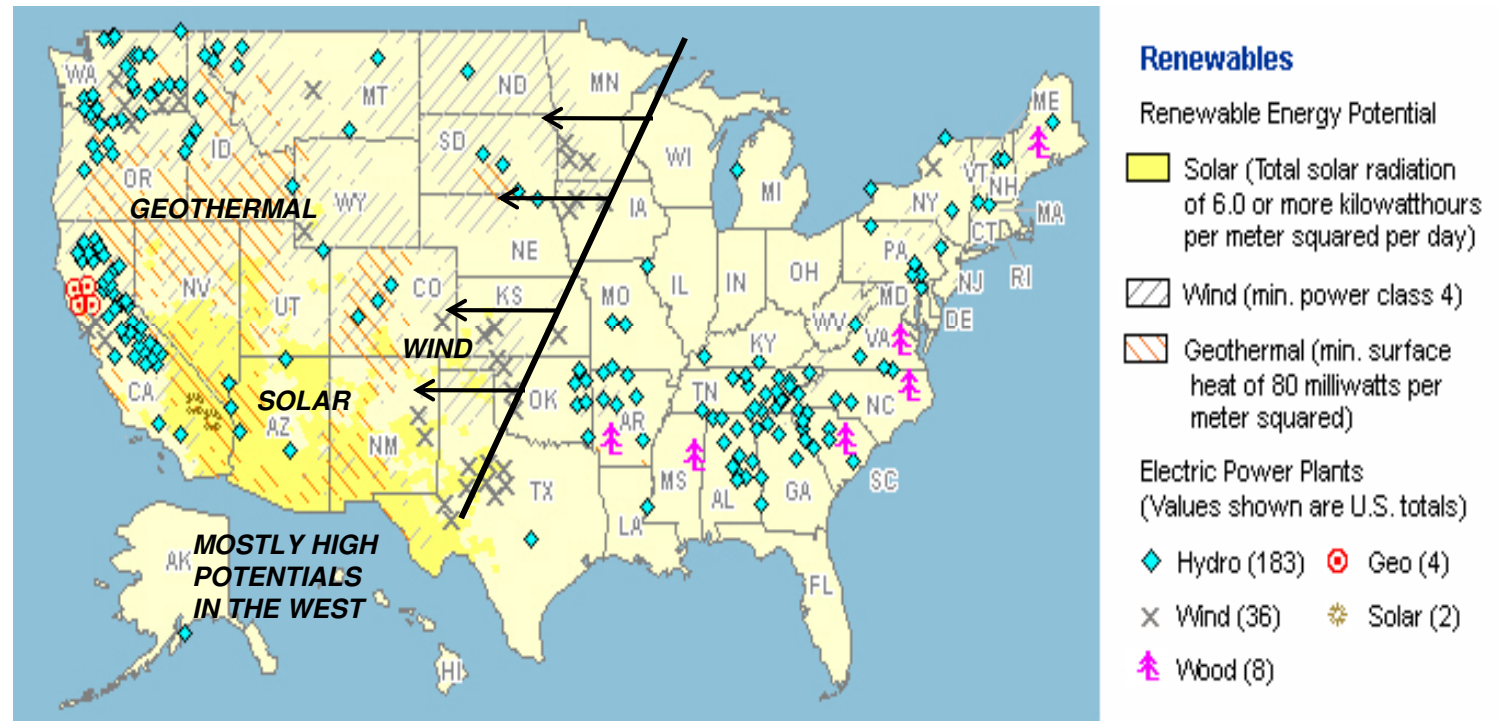 WA
MT
ND
MN
ME
OR
ID
SD
WI
MI
VT
NH
NY
MA
CT
RI
GEOTHERMAL
WY
IA
NE
PA
NJ
NV
UT
CO
KS
MO
IL
IN
OH
WV
MD
DE
VA
KY
WIND
CA
SOLAR
AZ
NM
OK
AR
TN
NC
TX
LA
MS
AL
GA
SC
FL
AK
HI
MOSTLY HIGH
POTENTIALS
IN THE WEST
Renewables
Renewable Energy Potential
Solar (Total solar radiation
of 6.0 or more kilowatthours
per meter squared per day)
Wind (min. power class 4)
Geothermal (min. surface
heat of 80 milliwatts per
meter squared)
Electric Power Plants
(Values shown are U.S. totals)
Hydro (183) Geo (4)
Wind (36) Solar (2)
Wood (8)